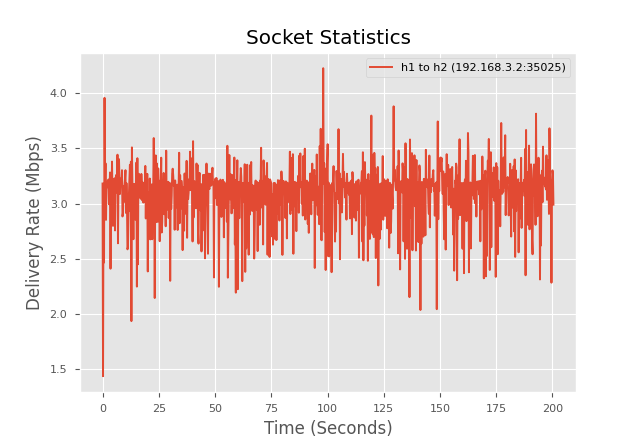 Socket Statistics
h1 to h2 (192.168.3.2:35025)
4.0
3.5
3.0
2.5
2.0
1.5
Delivery Rate (Mbps)
0 25 50 75 100 125 150 175 200
Time (Seconds)